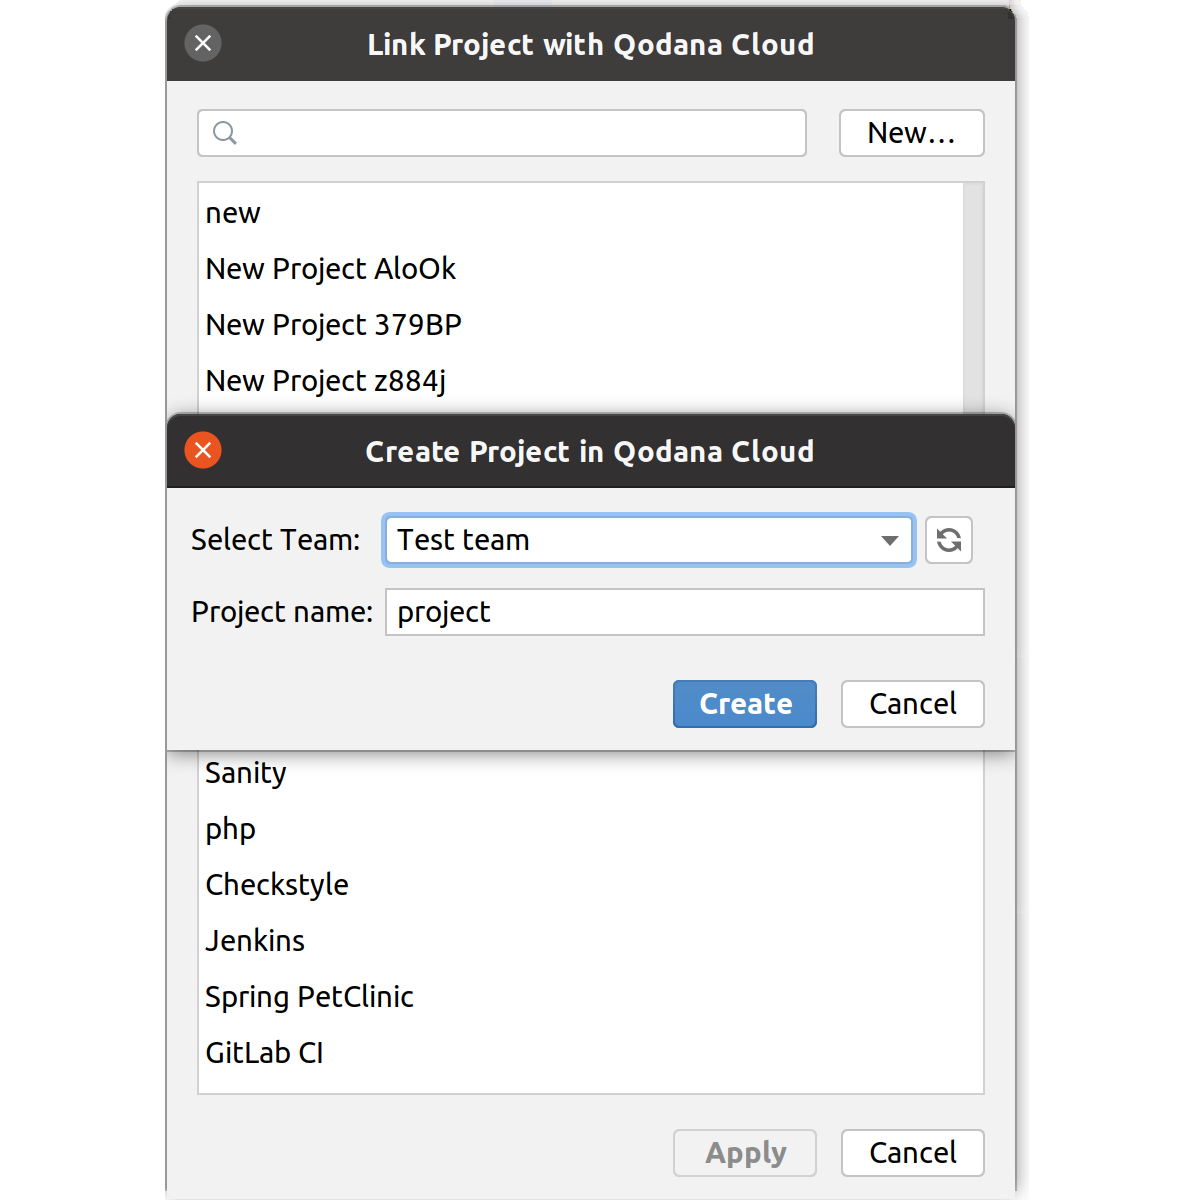 Link Project with Qodana Cloud
New...
new
New Project AloOk
New Project 379BP
New Project z884j
Create Project in Qodana Cloud
Select Team: Test team
Project name: project
Create Cancel
Sanity
php
Checkstyle
Jenkins
Spring PetClinic
GitLab CI
Apply Cancel